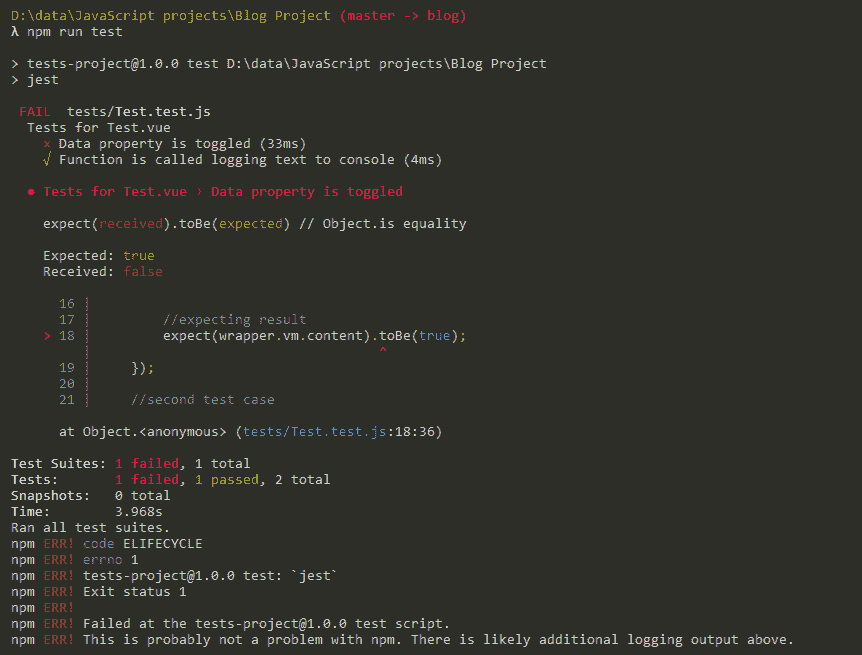 D:\data\JavaScript projects\Blog Project (master -> blog)
λ npm run test
> tests-project@1.0.0 test D:\data\JavaScript projects\Blog Project
> jest
FAIL tests/Test.test.js
Tests for Test.vue
× Data property is toggled (33ms)
√ Function is called logging text to console (4ms)
● Tests for Test.vue › Data property is toggled
expect(received).toBe(expected) // Object.is equality
Expected: true
Received: false
16 |
17 | //expecting result
> 18 | expect(wrapper.vm.content).toBe(true);
| ^
19 | });
20 |
21 | //second test case
at Object.<anonymous> (tests/Test.test.js:18:36)
Test Suites: 1 failed, 1 total
Tests: 1 failed, 1 passed, 2 total
Snapshots: 0 total
Time: 3.968s
Ran all test suites.
npm ERR! code ELIFECYCLE
npm ERR! errno 1
npm ERR! tests-project@1.0.0 test: `jest`
npm ERR! Exit status 1
npm ERR!
npm ERR! Failed at the tests-project@1.0.0 test script.
npm ERR! This is probably not a problem with npm. There is likely additional logging output above.